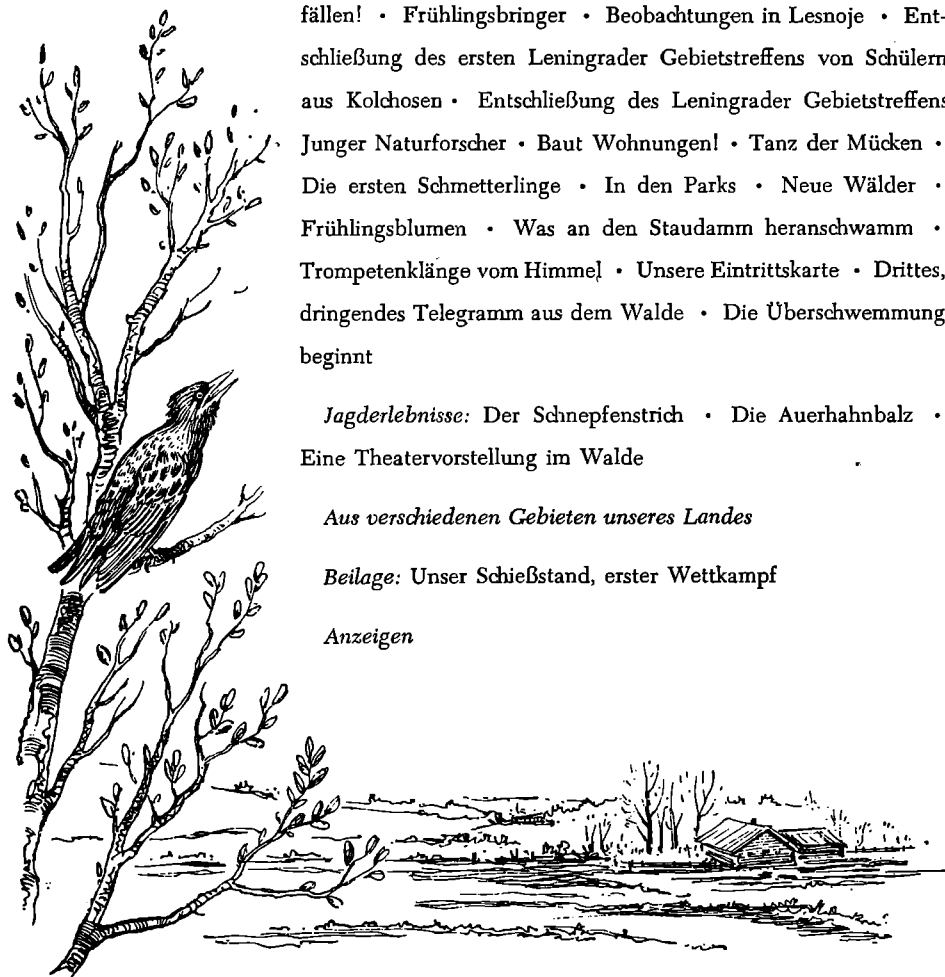 fällen! • Frühlingsbringer • Beobachtungen in Lesnoje • Ent-
schließung des ersten Leningrader Gebietstreffens von Schülern
aus Kolchosen • Entschließung des Leningrader Gebietstreffens
Junger Naturforscher • Baut Wohnungen! • Tanz der Mücken •
Die ersten Schmetterlinge • In den Parks • Neue Wälder •
Frühlingsblumen • Was an den Staudamm heranschwamm •
Trompetenklänge vom Himmel • Unsere Eintrittskarte • Drittes,
dringendes Telegramm aus dem Walde • Die Überschwemmung
beginnt
Jagderlebnisse: Der Schnepfenstrich • Die Auerhahnbalz •
Eine Theatervorstellung im Walde
Aus verschiedenen Gebieten unseres Landes
Beilage: Unser Schießstand, erster Wettkampf
Anzeigen